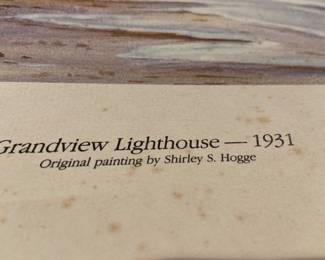 Grandview Lighthouse — 1931
Original painting by Shirley S. Hogge